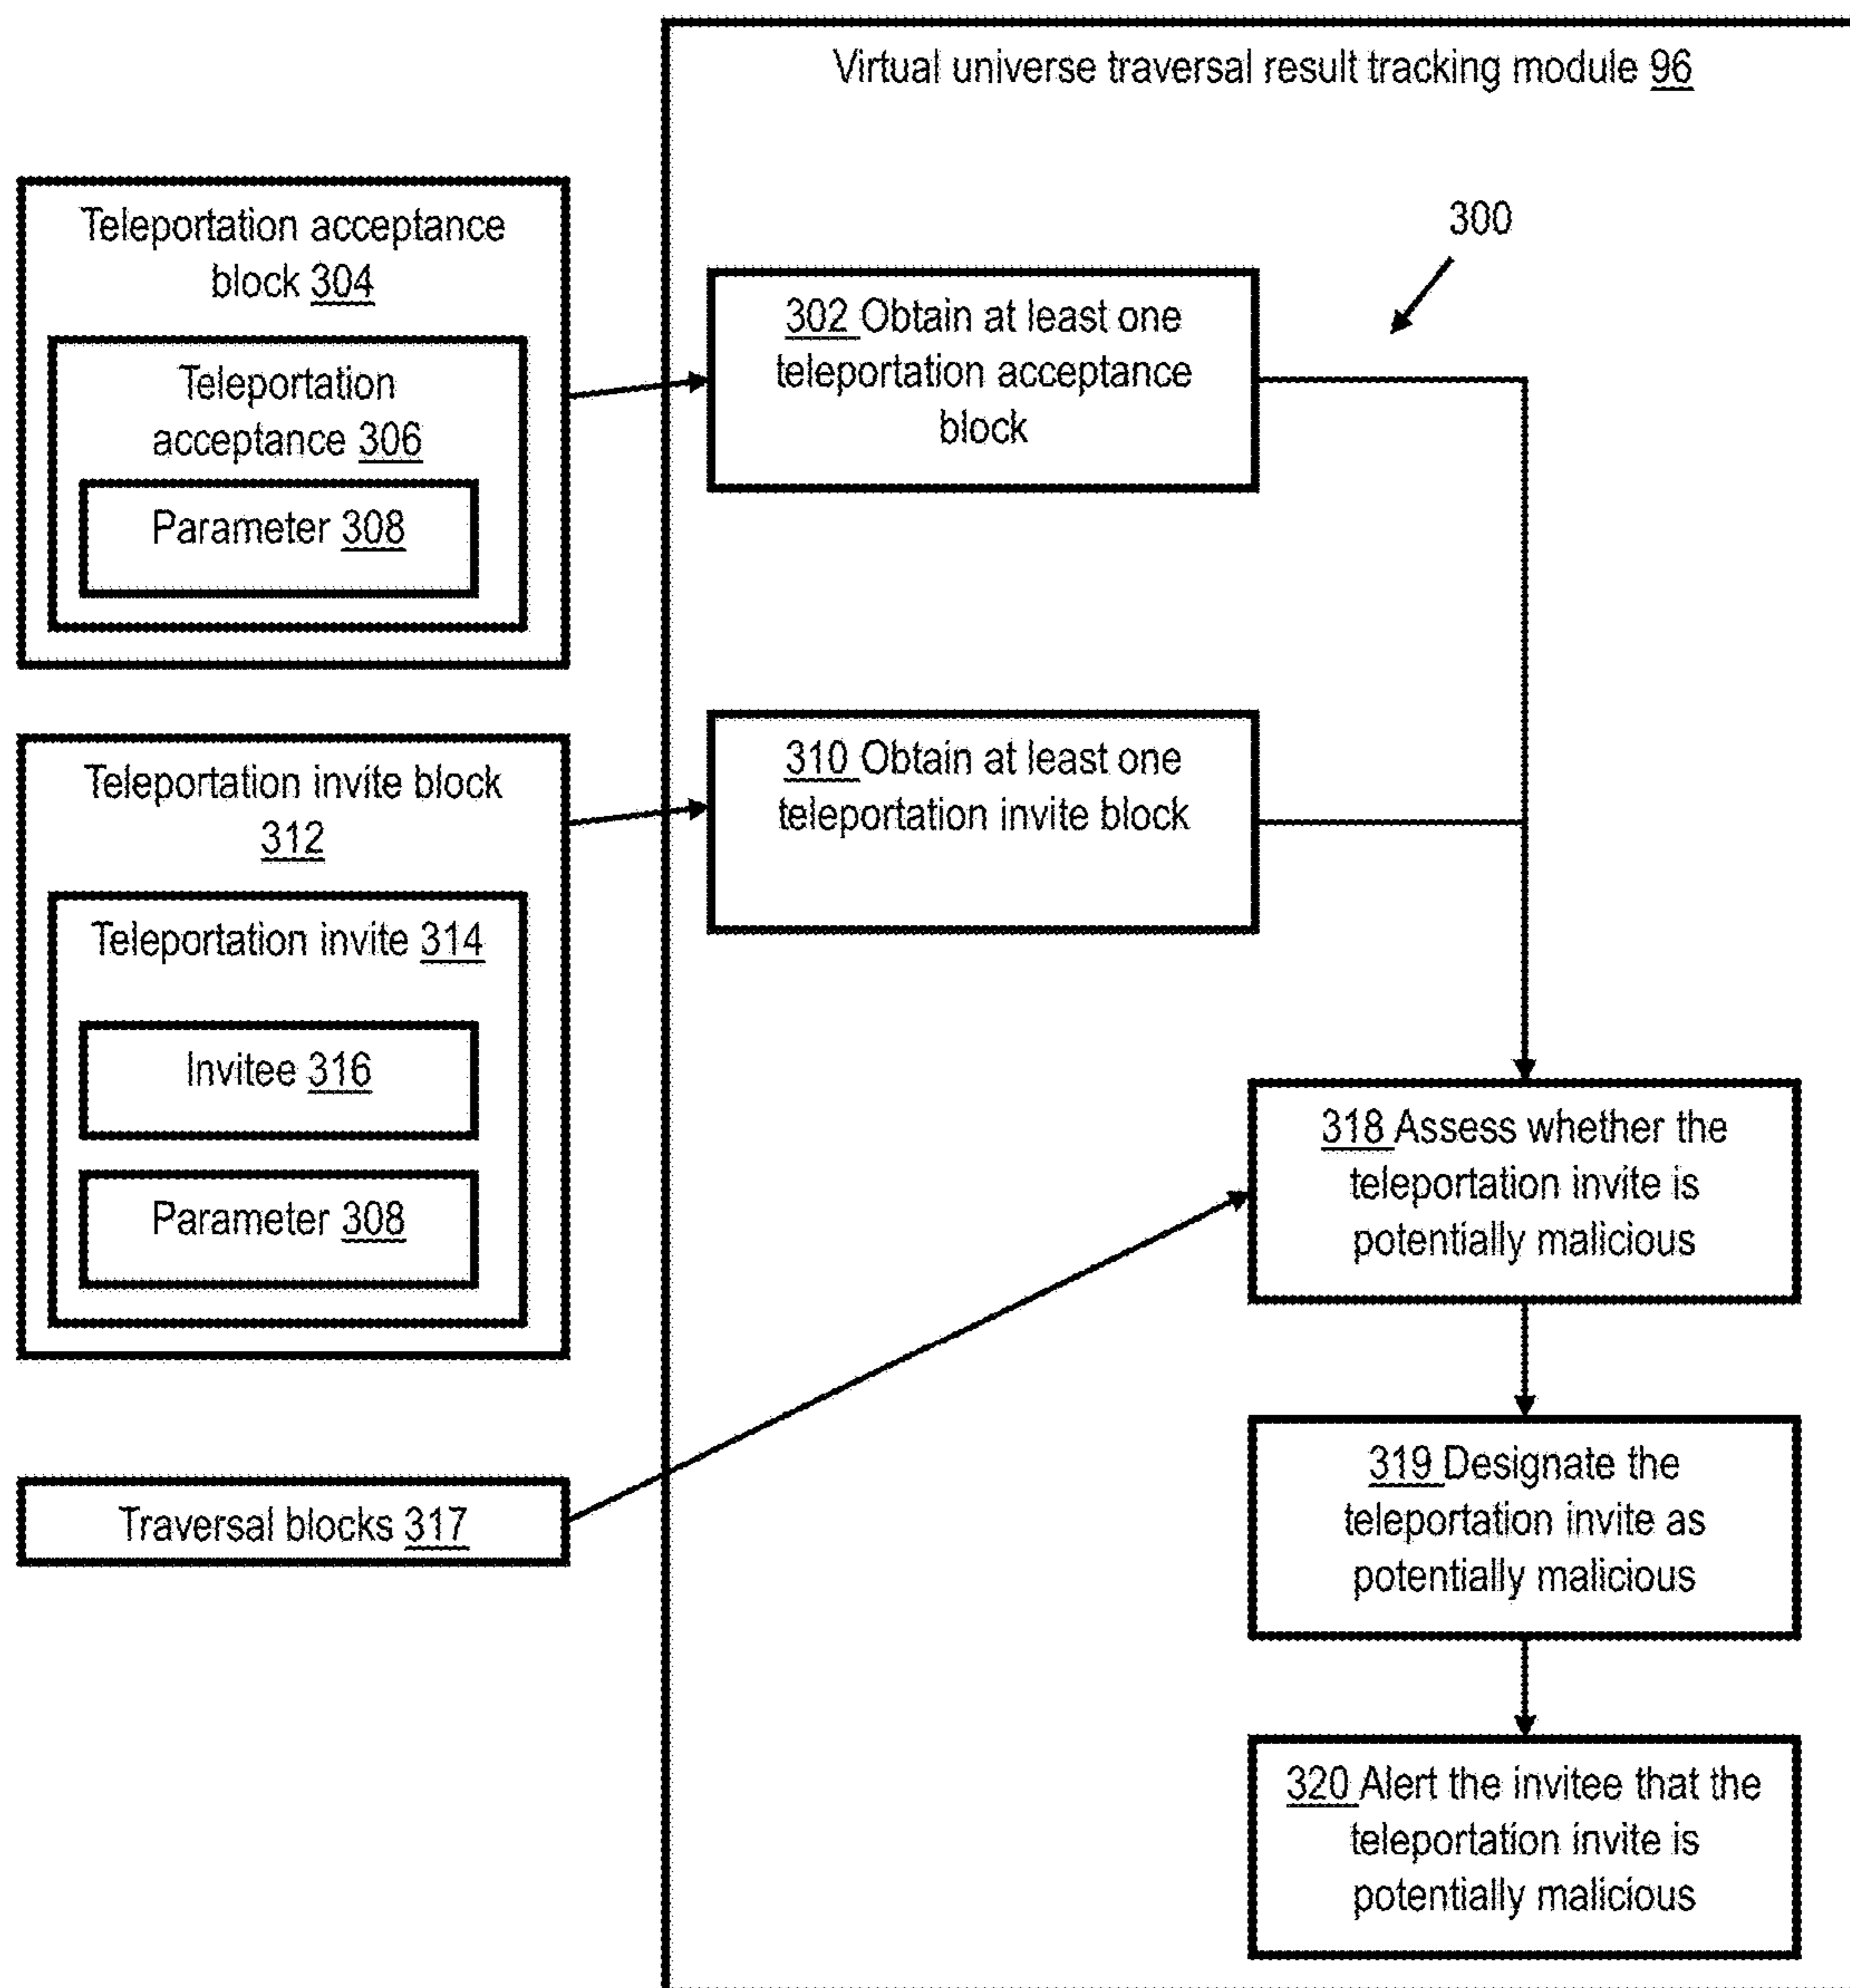 Virtual universe traversal result tracking module 96
Teleportation acceptance
block 304
Teleportation
acceptance 306
Parameter 308
300
302 Obtain at least one
teleportation acceptance
block
Teleportation invite block
312
Teleportation invite 314
Invitee 316
Parameter 308
310 Obtain at least one
teleportation invite block
Traversal blocks 317
318 Assess whether the
teleportation invite is
potentially malicious
319 Designate the
teleportation invite as
potentially malicious
320 Alert the invitee that the
teleportation invite is
potentially malicious